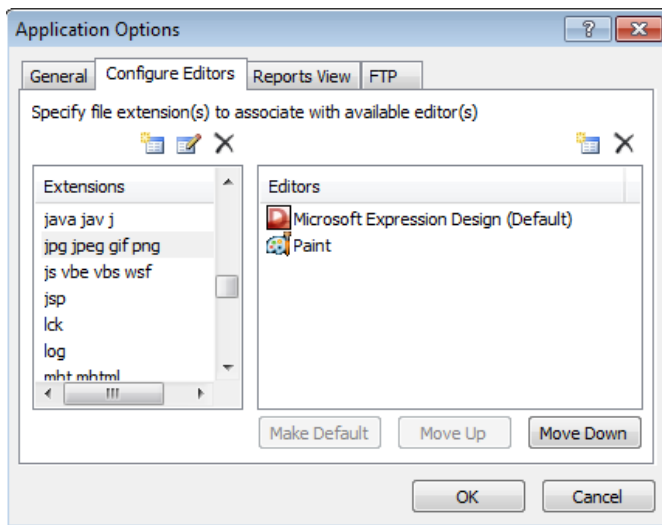 Application Options
General Configure Editors Reports View FTP
Specify file extension(s) to associate with available editor(s)
Extensions
java jav j
jpg jpeg gif png
js vbe vbs wsf
jsp
lck
log
mht mhtml
Editors
Microsoft Expression Design (Default)
Paint
Make Default Move Up Move Down
OK Cancel